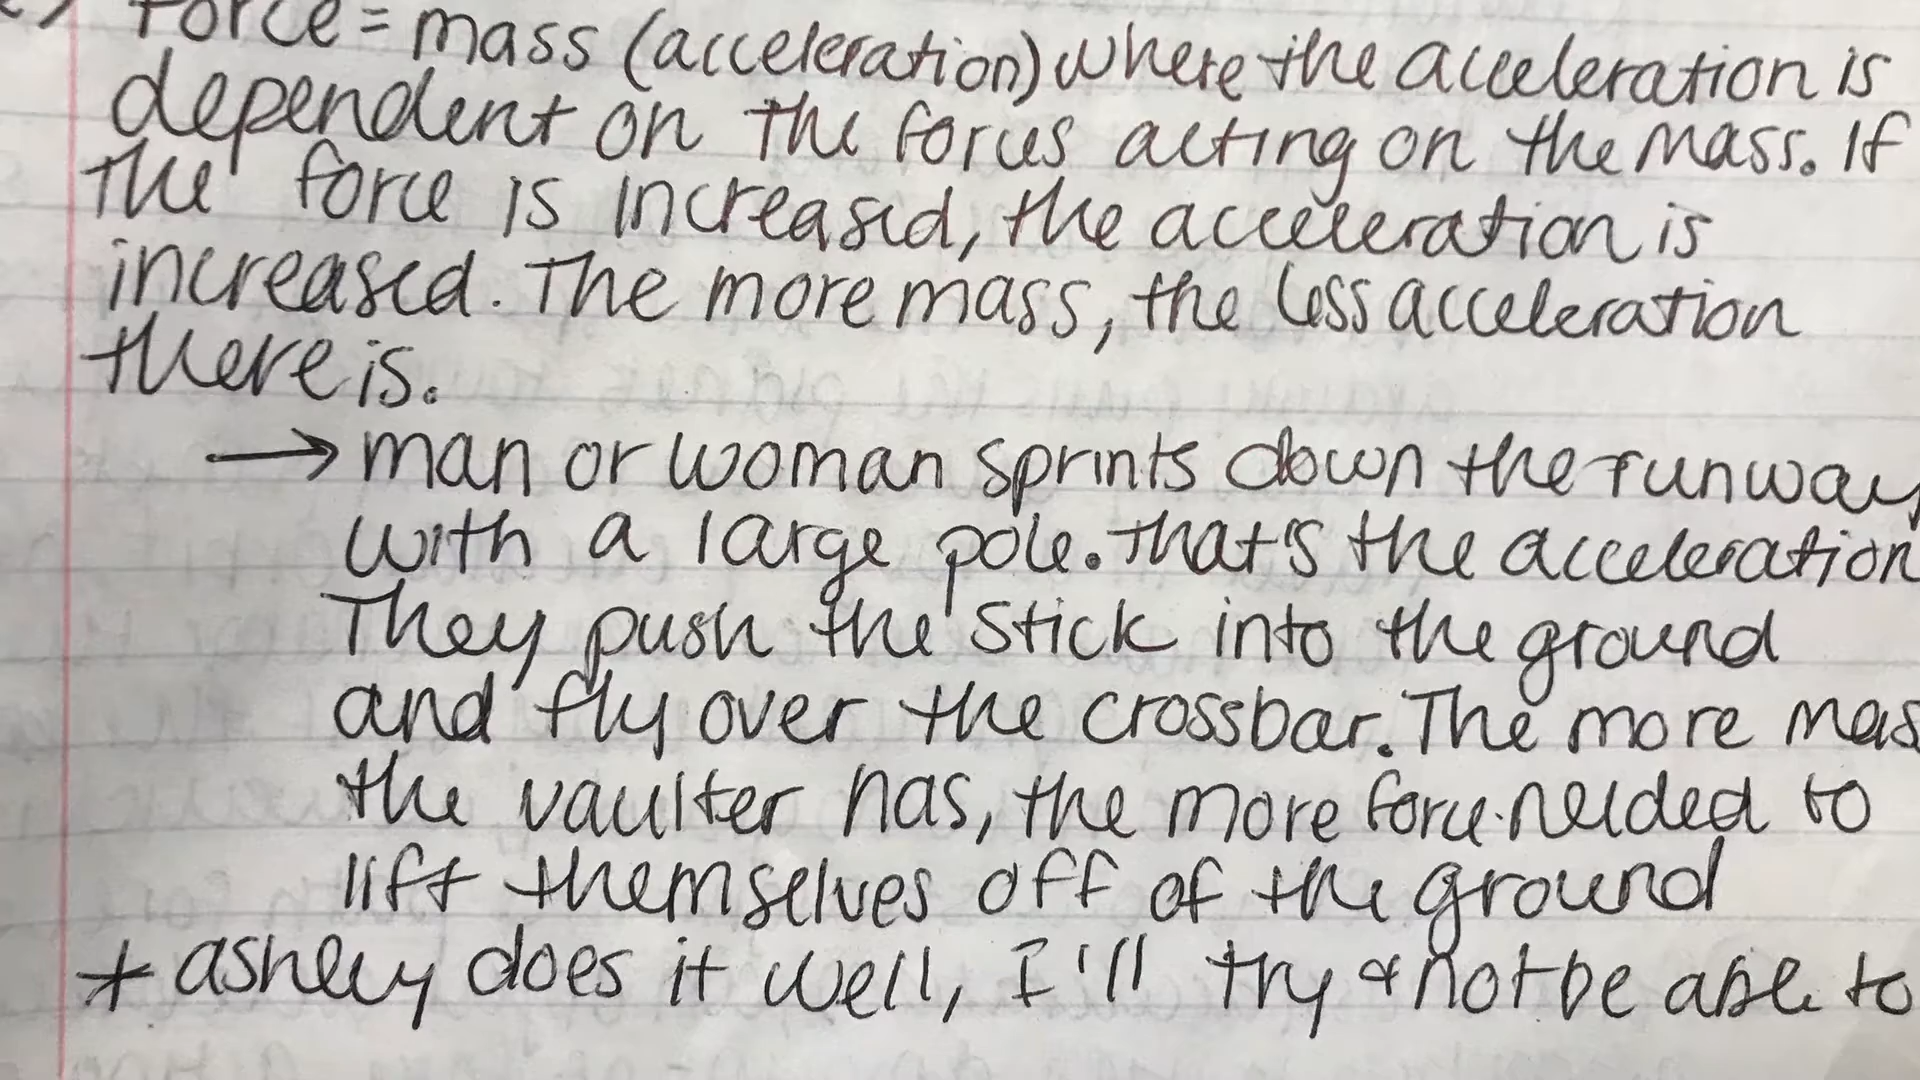 Force = mass (acceleration) where the acceleration is
dependent on the forces acting on the mass. If
the force is increased, the acceleration is
increased. The more mass, the less acceleration
there is.
→ man or woman sprints down the runway
with a large pole. That's the acceleration
They push the stick into the ground
and fly over the crossbar. The more mas
the vaulter has, the more force needed to
lift themselves off of the ground
* ashley does it well, I'll try & not be able to